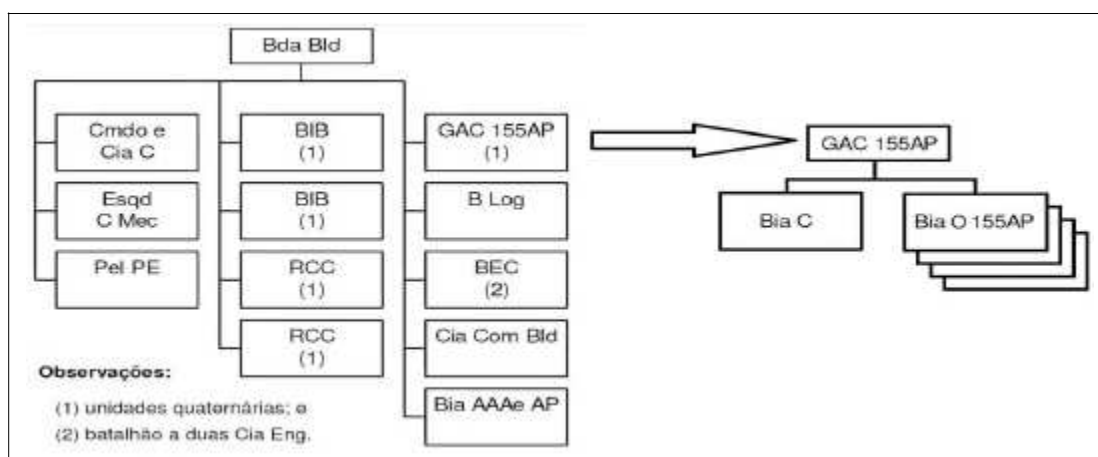 Bda Bld
Cmdo e
Cia C
Esqd
C Mec
Pel PE
BIB
(1)
BIB
(1)
RCC
(1)
RCC
(1)
GAC 155AP
(1)
B Log
BEC
(2)
Cia Com Bld
Bia AAAe AP
Observações:
(1) unidades quaternárias; e
(2) batalhão a duas Cia Eng.
GAC 155AP
Bia C
Bia O 155AP